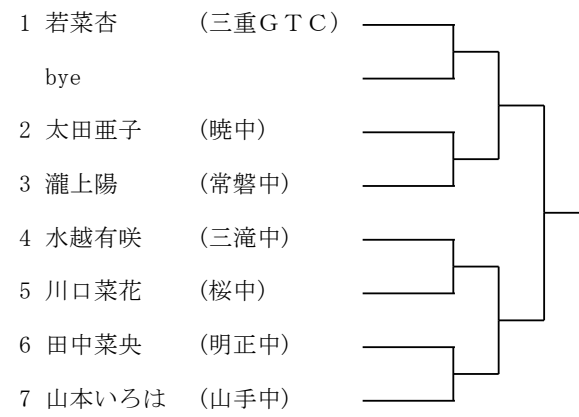 1 若菜杏 (三重ＧＴＣ)
bye
2 太田亜子 (暁中)
3 瀧上陽 (常磐中)
4 水越有咲 (三滝中)
5 川口菜花 (桜中)
6 田中菜央 (明正中)
7 山本いろは (山手中)